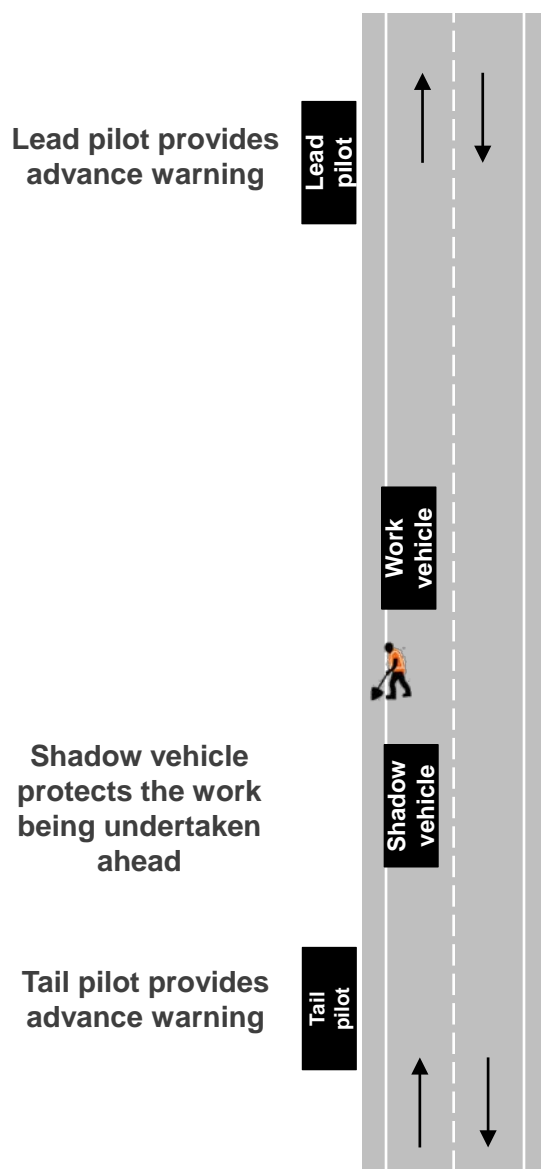 Lead pilot provides
advance warning
Lead
pilot
Work
vehicle
Shadow vehicle
protects the work
being undertaken
ahead
Shadow
vehicle
Tail pilot provides
advance warning
Tail
pilot